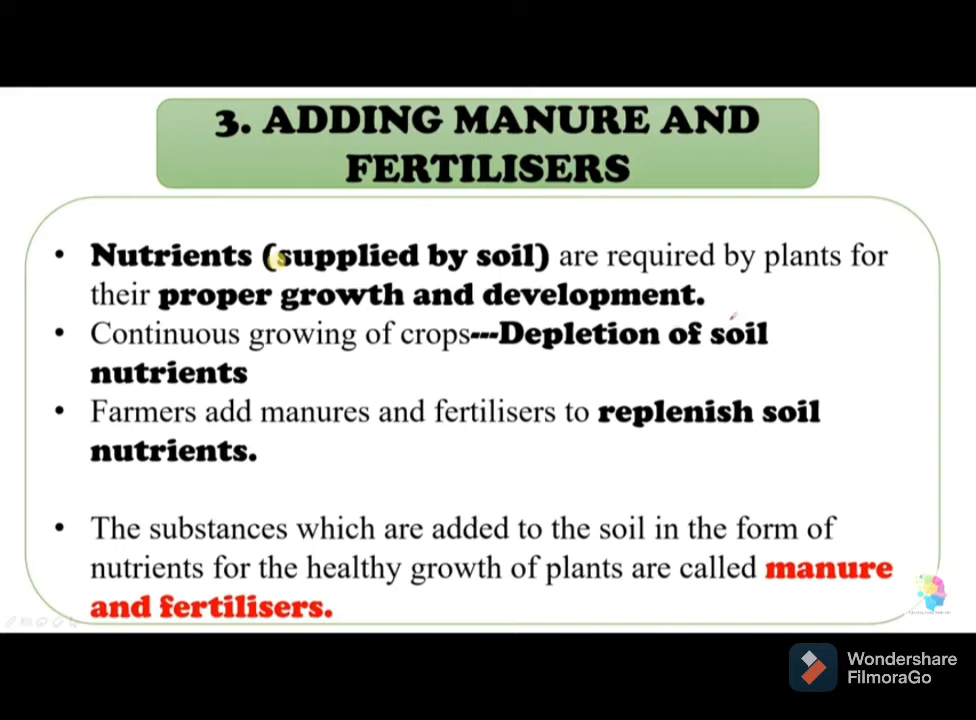 3. ADDING MANURE AND
FERTILISERS
• Nutrients (supplied by soil) are required by plants for
their proper growth and development.
• Continuous growing of crops---Depletion of soil
nutrients
• Farmers add manures and fertilisers to replenish soil
nutrients.
• The substances which are added to the soil in the form of
nutrients for the healthy growth of plants are called manure
and fertilisers.
Wondershare
FilmoraGo